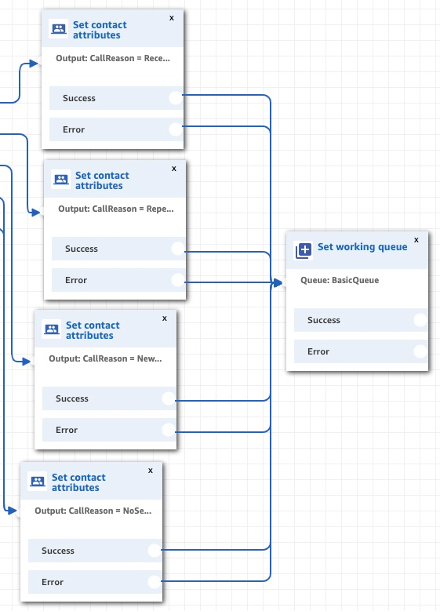 x
Set contact
attributes
Output: CallReason = Rece...
Success
Error
x
Set contact
attributes
Output: CallReason = Repe...
Success
Error
x
Set contact
attributes
Output: CallReason = New...
Success
Error
x
Set contact
attributes
Output: CallReason = NoSe...
Success
Error
x
Set working queue
Queue: BasicQueue
Success
Error